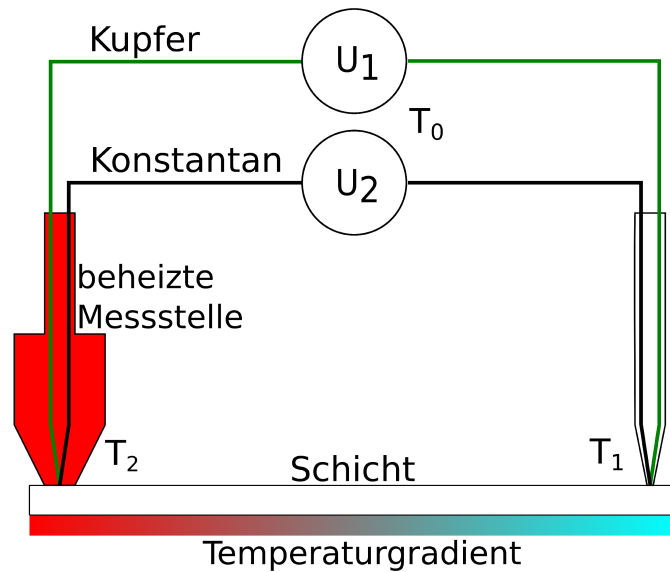 Kupfer
U1
T0
Konstantan
U2
beheizte
Messstelle
T2
T1
Schicht
Temperaturgradient